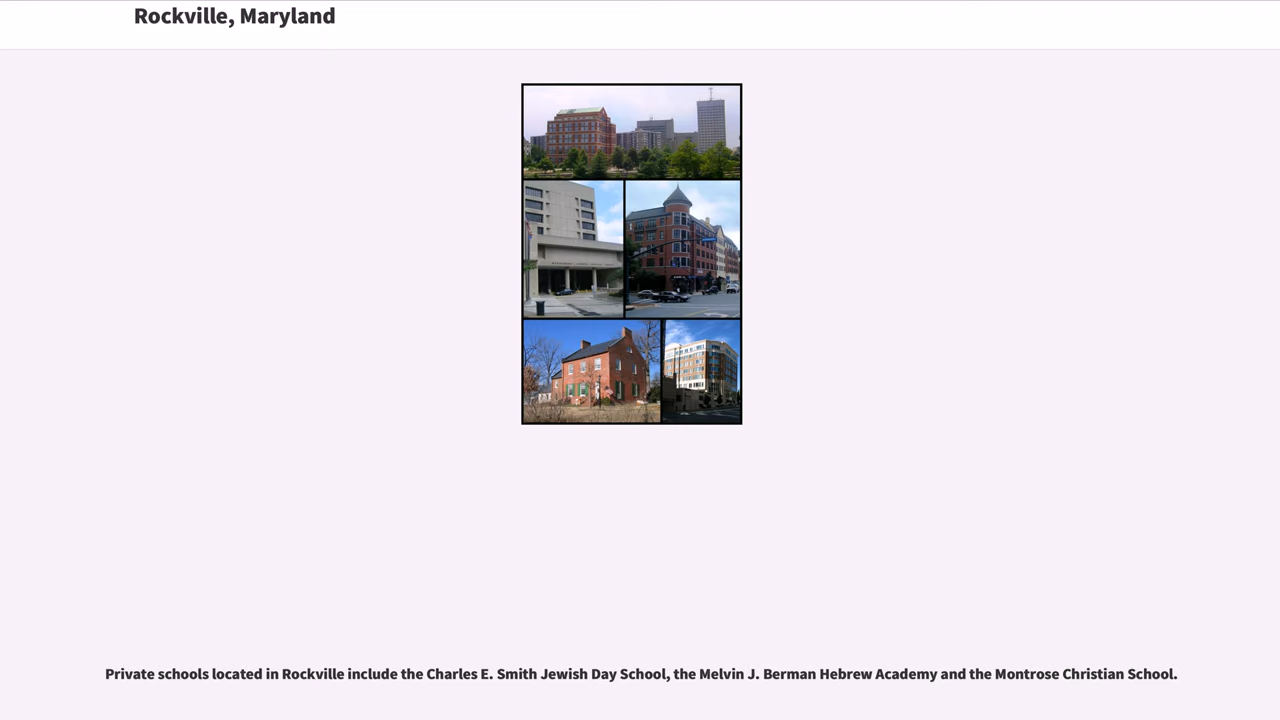 Rockville, Maryland
Private schools located in Rockville include the Charles E. Smith Jewish Day School, the Melvin J. Berman Hebrew Academy and the Montrose Christian School.